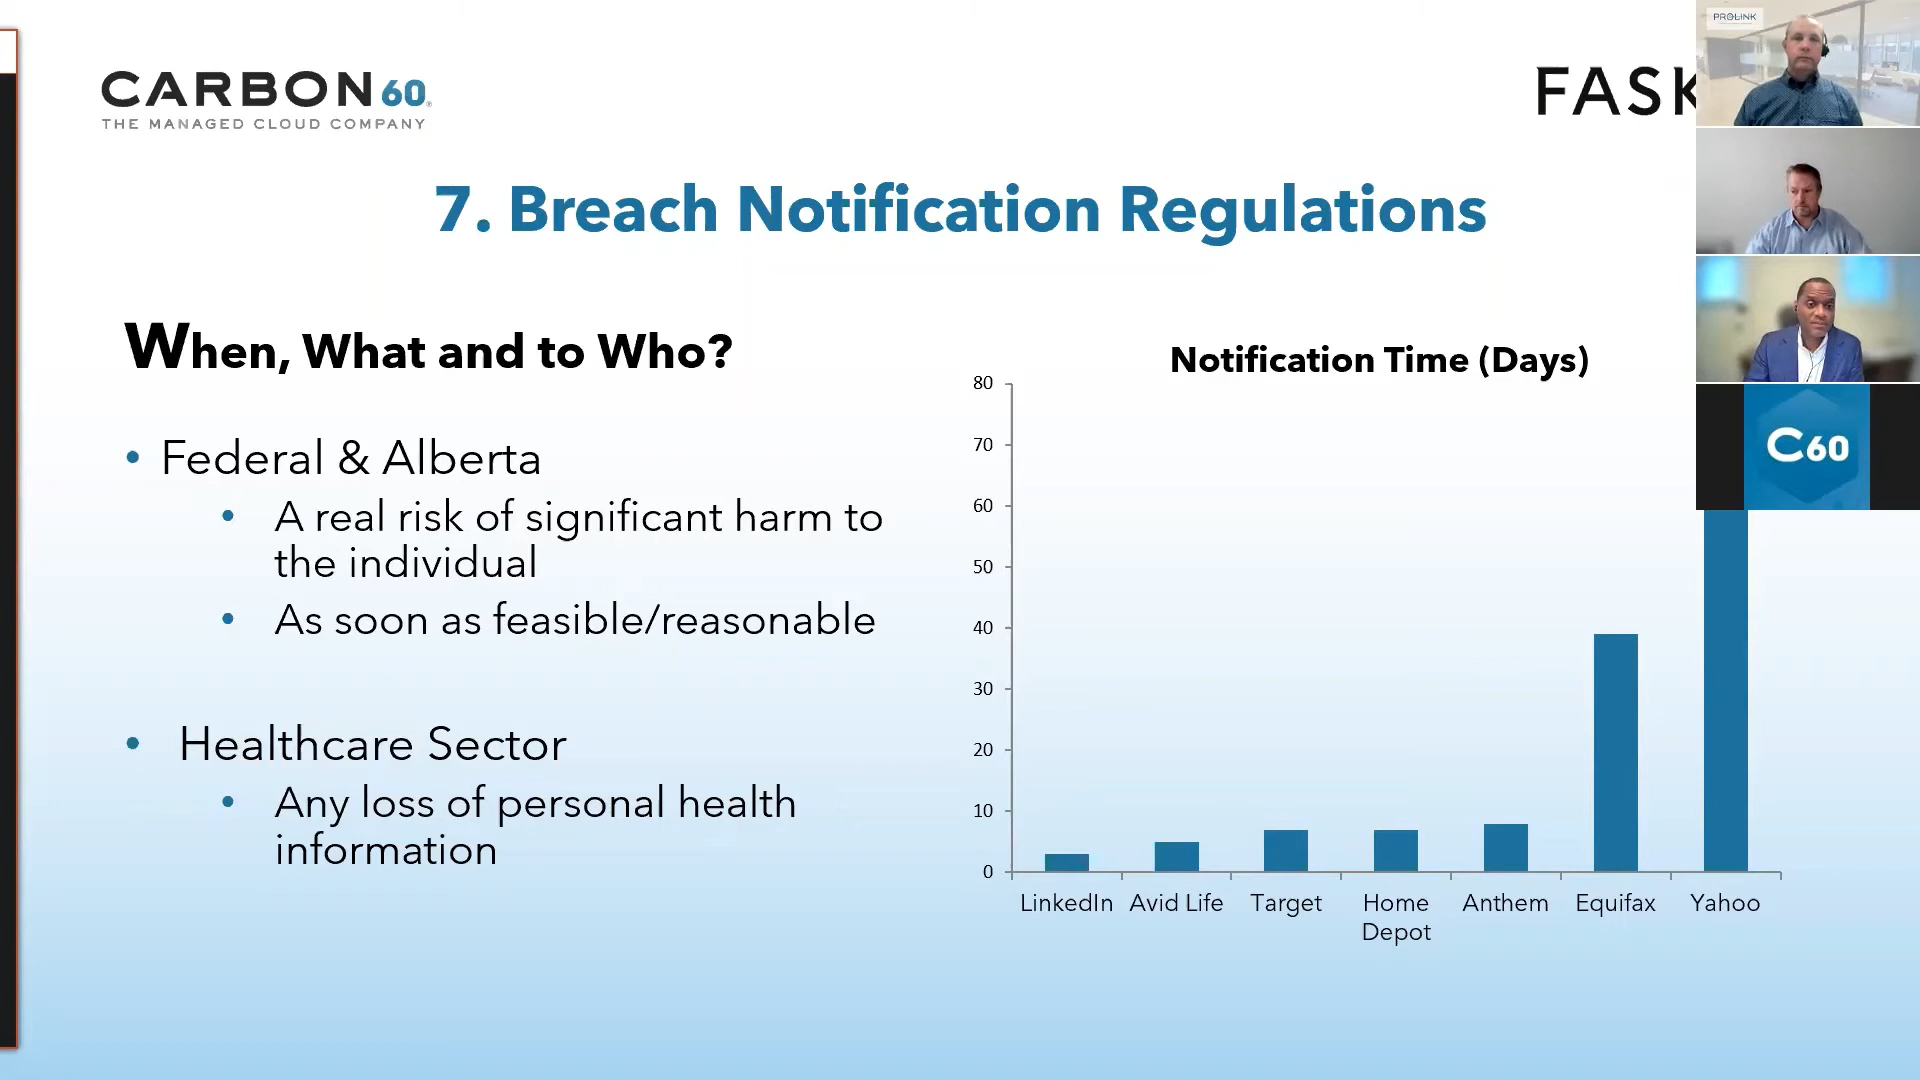 CARBON60
THE MANAGED CLOUD COMPANY
FASK
PROLINK
7. Breach Notification Regulations
When, What and to Who?
• Federal & Alberta
• A real risk of significant harm to
the individual
• As soon as feasible/reasonable
• Healthcare Sector
• Any loss of personal health
information
Notification Time (Days)
80
70
60
50
40
30
20
10
0
LinkedIn Avid Life Target Home Anthem Equifax Yahoo
Depot
C60